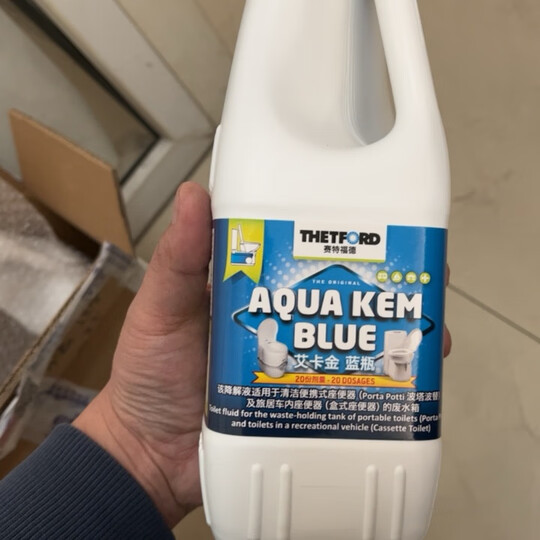 THETFORD
赛特福德
THE ORIGINAL
AQUA KEM
BLUE
艾卡金 蓝瓶
20份剂量 - 20 DOSAGES
该降解液适用于清洁便携式座便器 (Porta Potti 波塔波替)
及旅居车内座便器 (盒式座便器) 的废水箱
Toilet fluid for the waste-holding tank of portable toilets (Porta
and toilets in a recreational vehicle (Cassette Toilet)